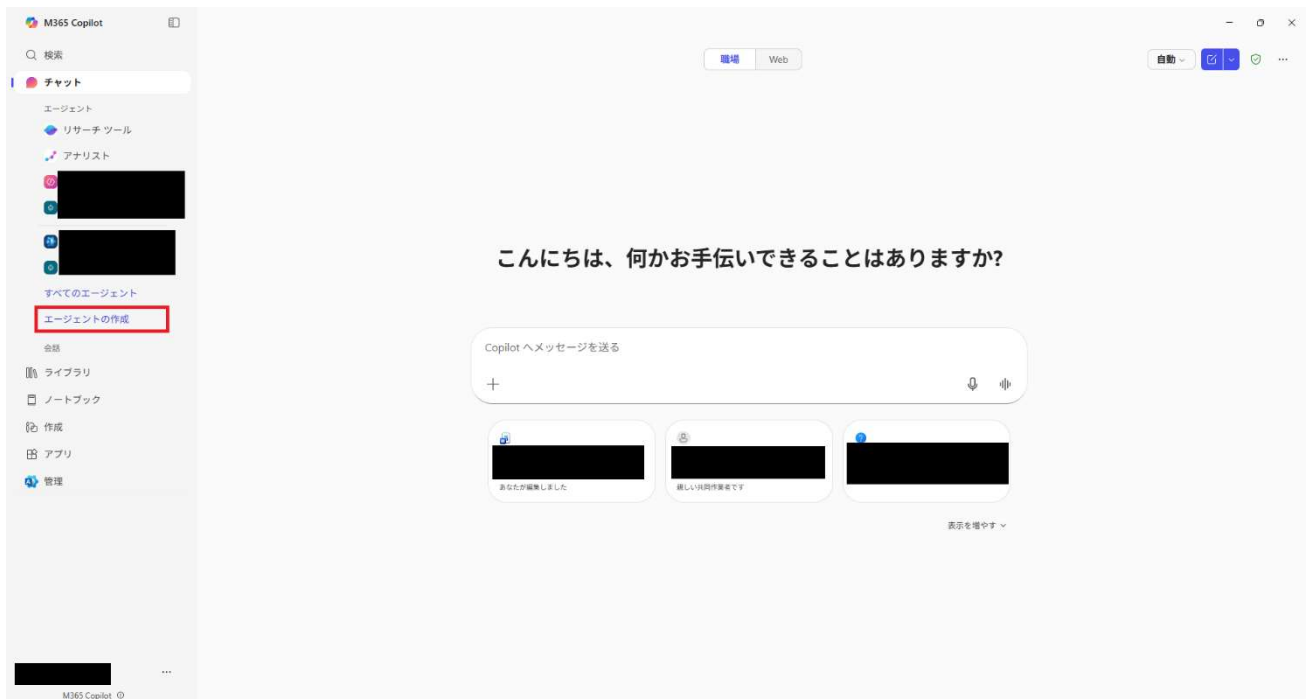 M365 Copilot
検索
チャット
エージェント
リサーチ ツール
アナリスト
すべてのエージェント
エージェントの作成
会話
ライブラリ
ノートブック
作成
アプリ
管理
M365 Copilot
職場 Web
自動
こんにちは、何かお手伝いできることはありますか?
Copilot へメッセージを送る
あなたが編集しました
親しい共同作業者です
表示を増やす